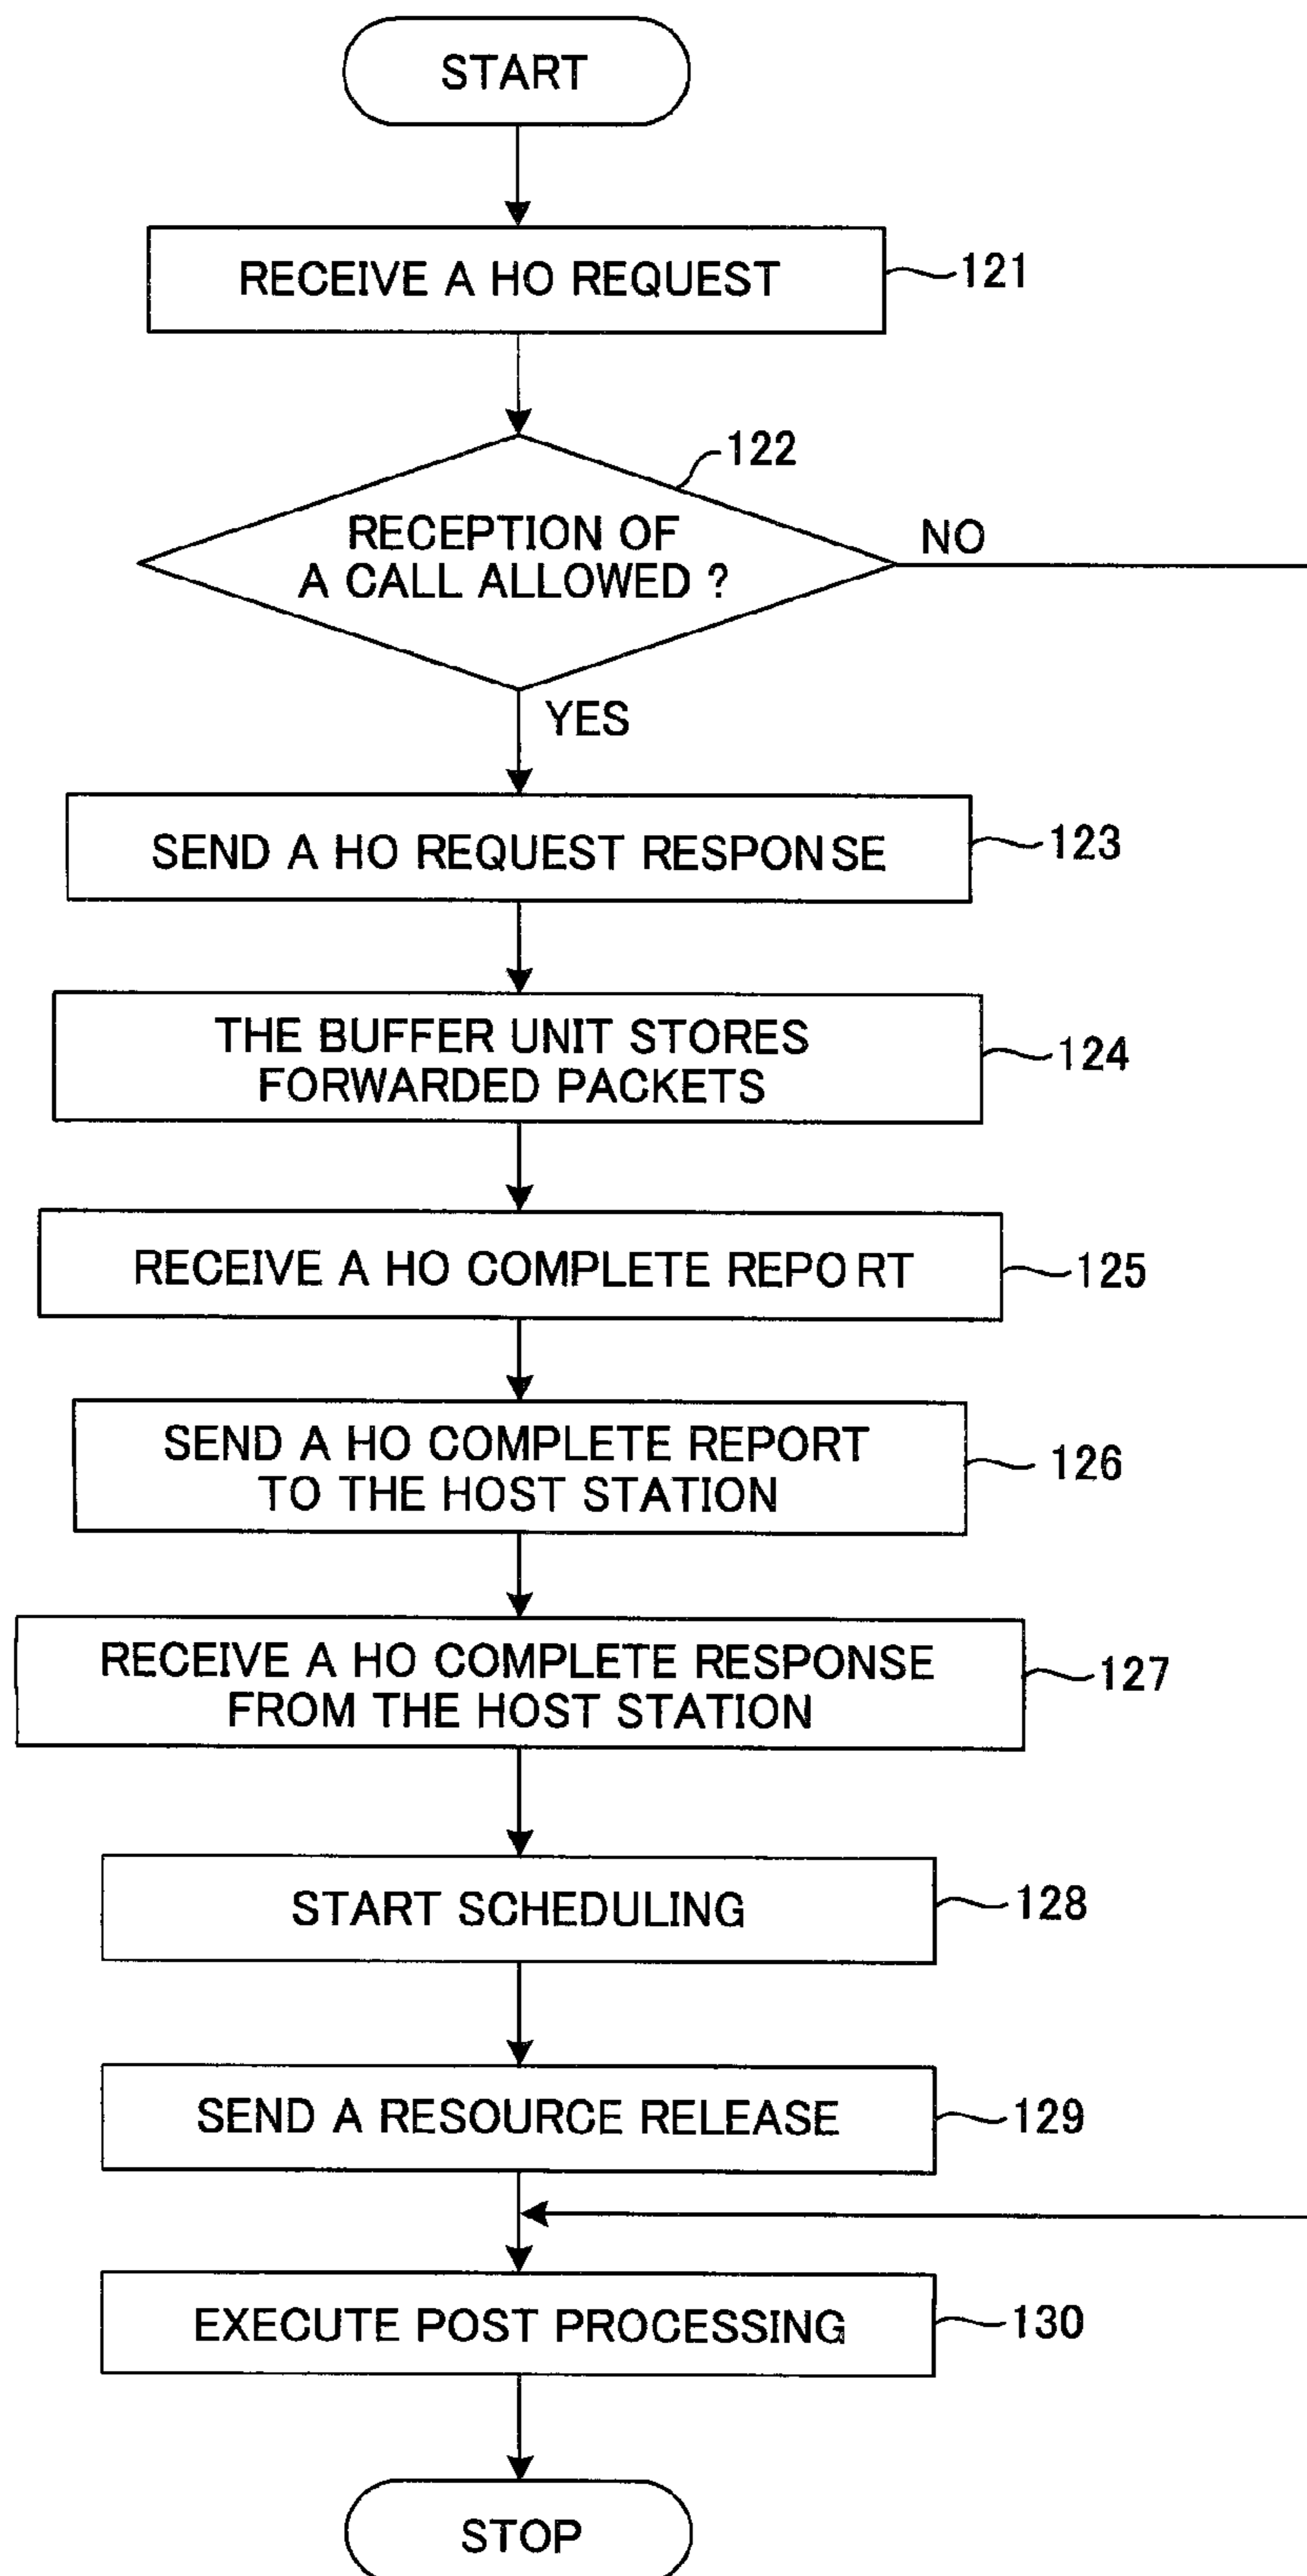 START
RECEIVE A HO REQUEST
121
122
RECEPTION OF
A CALL ALLOWED ?
NO
YES
SEND A HO REQUEST RESPONSE
123
THE BUFFER UNIT STORES
FORWARDED PACKETS
124
RECEIVE A HO COMPLETE REPORT
125
SEND A HO COMPLETE REPORT
TO THE HOST STATION
126
RECEIVE A HO COMPLETE RESPONSE
FROM THE HOST STATION
127
START SCHEDULING
128
SEND A RESOURCE RELEASE
129
EXECUTE POST PROCESSING
130
STOP